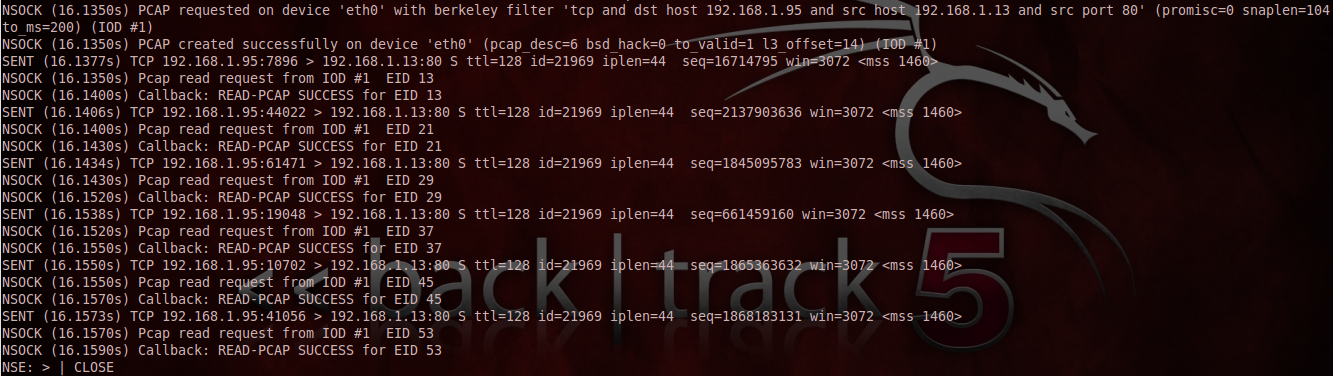 NSOCK (16.1350s) PCAP requested on device 'eth0' with berkeley filter 'tcp and dst host 192.168.1.95 and src host 192.168.1.13 and src port 80' (promisc=0 snaplen=104
to_ms=200) (IOD #1)
NSOCK (16.1350s) PCAP created successfully on device 'eth0' (pcap_desc=6 bsd_hack=0 to_valid=1 l3_offset=14) (IOD #1)
SENT (16.1377s) TCP 192.168.1.95:7896 > 192.168.1.13:80 S ttl=128 id=21969 iplen=44  seq=16714795 win=3072 <mss 1460>
NSOCK (16.1350s) Pcap read request from IOD #1  EID 13
NSOCK (16.1400s) Callback: READ-PCAP SUCCESS for EID 13
SENT (16.1406s) TCP 192.168.1.95:44022 > 192.168.1.13:80 S ttl=128 id=21969 iplen=44  seq=2137903636 win=3072 <mss 1460>
NSOCK (16.1400s) Pcap read request from IOD #1  EID 21
NSOCK (16.1430s) Callback: READ-PCAP SUCCESS for EID 21
SENT (16.1434s) TCP 192.168.1.95:61471 > 192.168.1.13:80 S ttl=128 id=21969 iplen=44  seq=1845095783 win=3072 <mss 1460>
NSOCK (16.1430s) Pcap read request from IOD #1  EID 29
NSOCK (16.1520s) Callback: READ-PCAP SUCCESS for EID 29
SENT (16.1538s) TCP 192.168.1.95:19048 > 192.168.1.13:80 S ttl=128 id=21969 iplen=44  seq=661459160 win=3072 <mss 1460>
NSOCK (16.1520s) Pcap read request from IOD #1  EID 37
NSOCK (16.1550s) Callback: READ-PCAP SUCCESS for EID 37
SENT (16.1550s) TCP 192.168.1.95:10702 > 192.168.1.13:80 S ttl=128 id=21969 iplen=44  seq=1865363632 win=3072 <mss 1460>
NSOCK (16.1550s) Pcap read request from IOD #1  EID 45
NSOCK (16.1570s) Callback: READ-PCAP SUCCESS for EID 45
SENT (16.1573s) TCP 192.168.1.95:41056 > 192.168.1.13:80 S ttl=128 id=21969 iplen=44  seq=1868183131 win=3072 <mss 1460>
NSOCK (16.1570s) Pcap read request from IOD #1  EID 53
NSOCK (16.1590s) Callback: READ-PCAP SUCCESS for EID 53
NSE: > | CLOSE
<< back | track 5